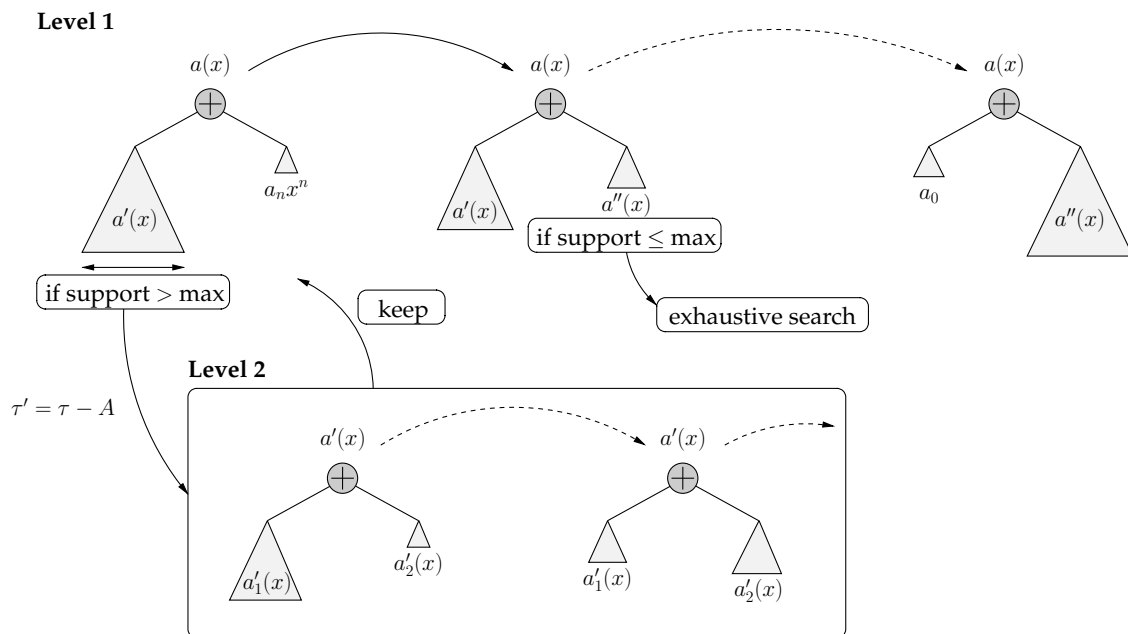 Level 1
a(x)
a(x)
a(x)
a'(x)
a_n x^n
a'(x)
a''(x)
a_0
a''(x)
if support > max
if support ≤ max
keep
exhaustive search
Level 2
τ' = τ − A
a'(x)
a'(x)
a'_1(x)
a'_2(x)
a'_1(x)
a'_2(x)